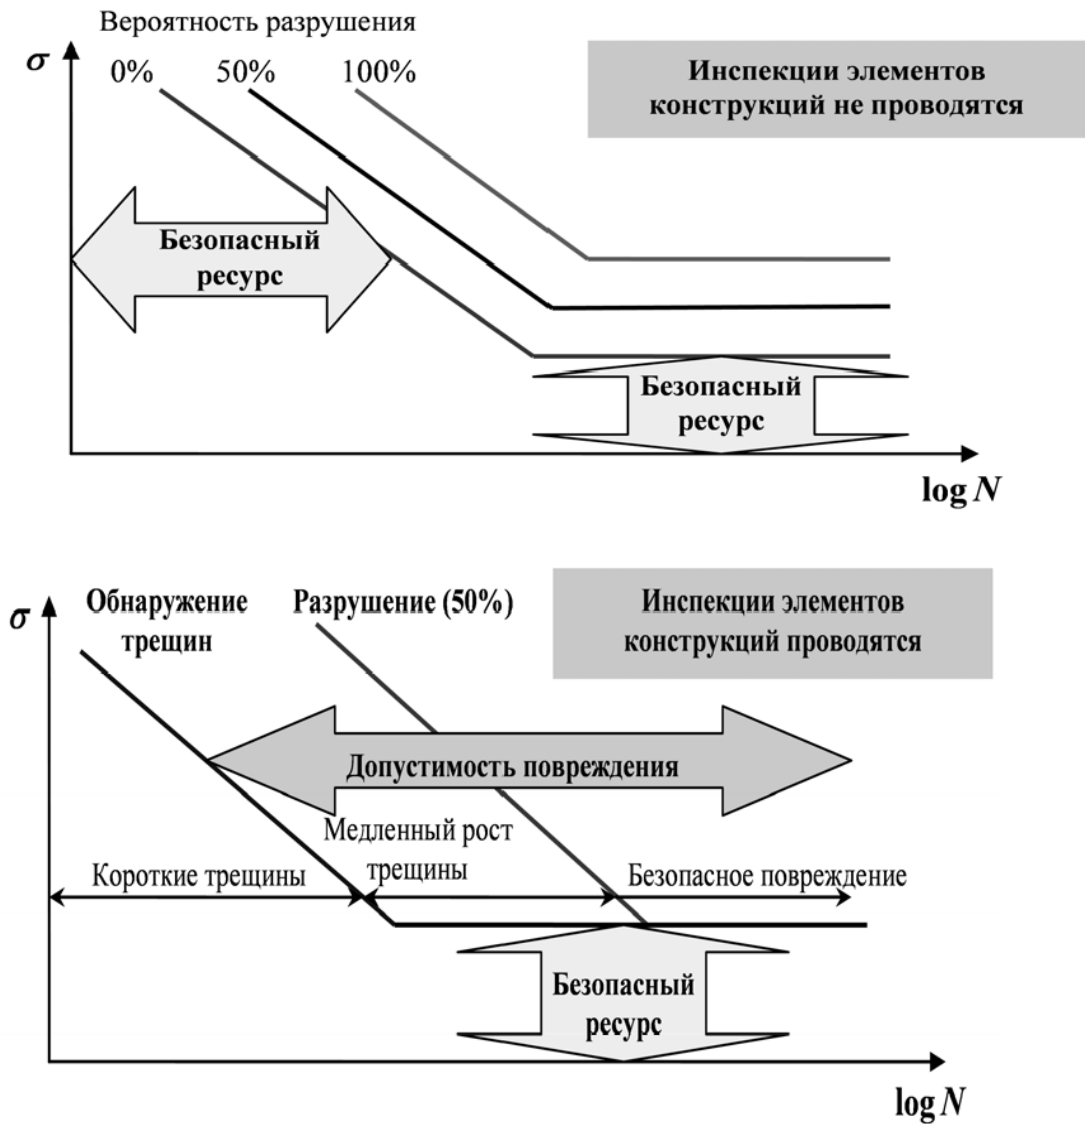 Вероятность разрушения
σ
0% 50% 100%
Инспекции элементов
конструкций не проводятся
Безопасный
ресурс
Безопасный
ресурс
log N
σ
Обнаружение
трещин
Разрушение (50%)
Инспекции элементов
конструкций проводятся
Допустимость повреждения
Медленный рост
трещины
Короткие трещины
Безопасное повреждение
Безопасный
ресурс
log N